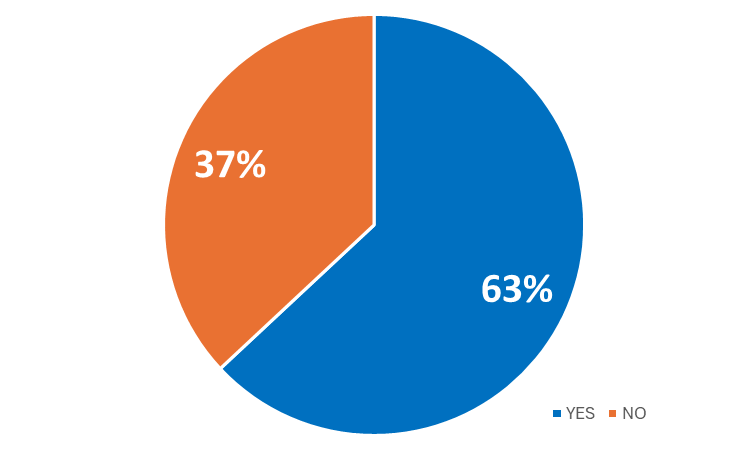 37%
63%
YES NO